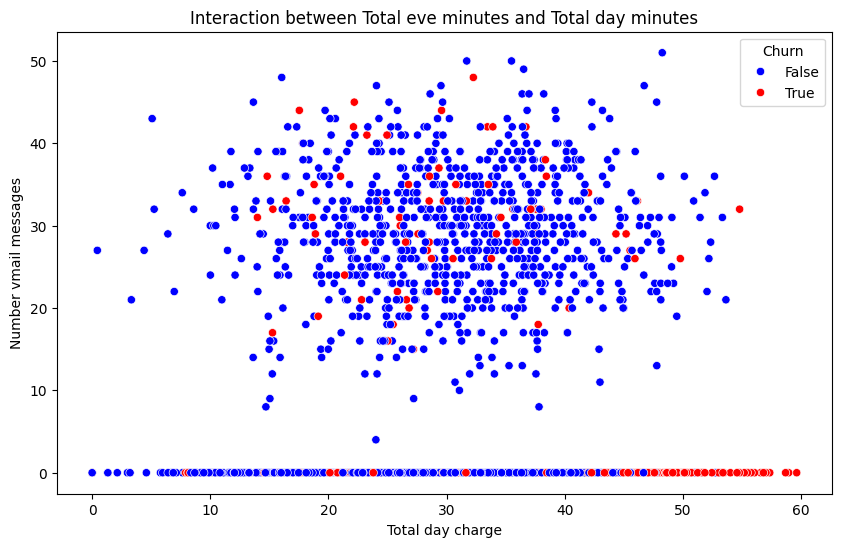 Interaction between Total eve minutes and Total day minutes
Churn
False
True
Number vmail messages
50
40
30
20
10
0
0 10 20 30 40 50 60
Total day charge